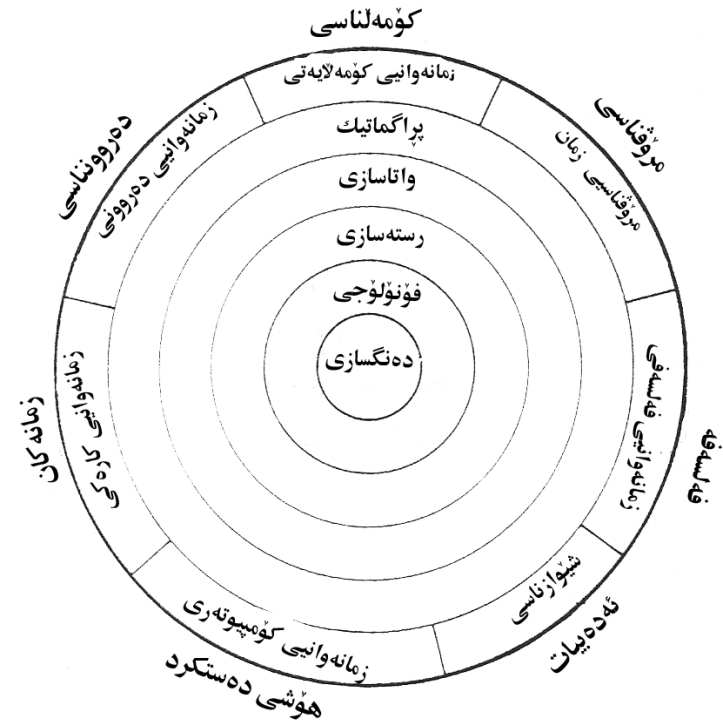 کۆمەڵناسی
زمانەوانیی کۆمەڵایەتی
مرۆڤناسی
مرۆڤناسیی زمان
دەروونناسی
زمانەوانیی دەروونی
پراگماتیك
واتاسازی
رستەسازی
فۆنۆلۆجی
دەنگسازی
فەلسەفە
زمانەوانیی فەلسەفی
زمانەکان
زمانەوانیی کارەکی
ئەدەبیات
شێوازناسی
زمانەوانیی کۆمپیوتەری
هۆشی دەستکرد